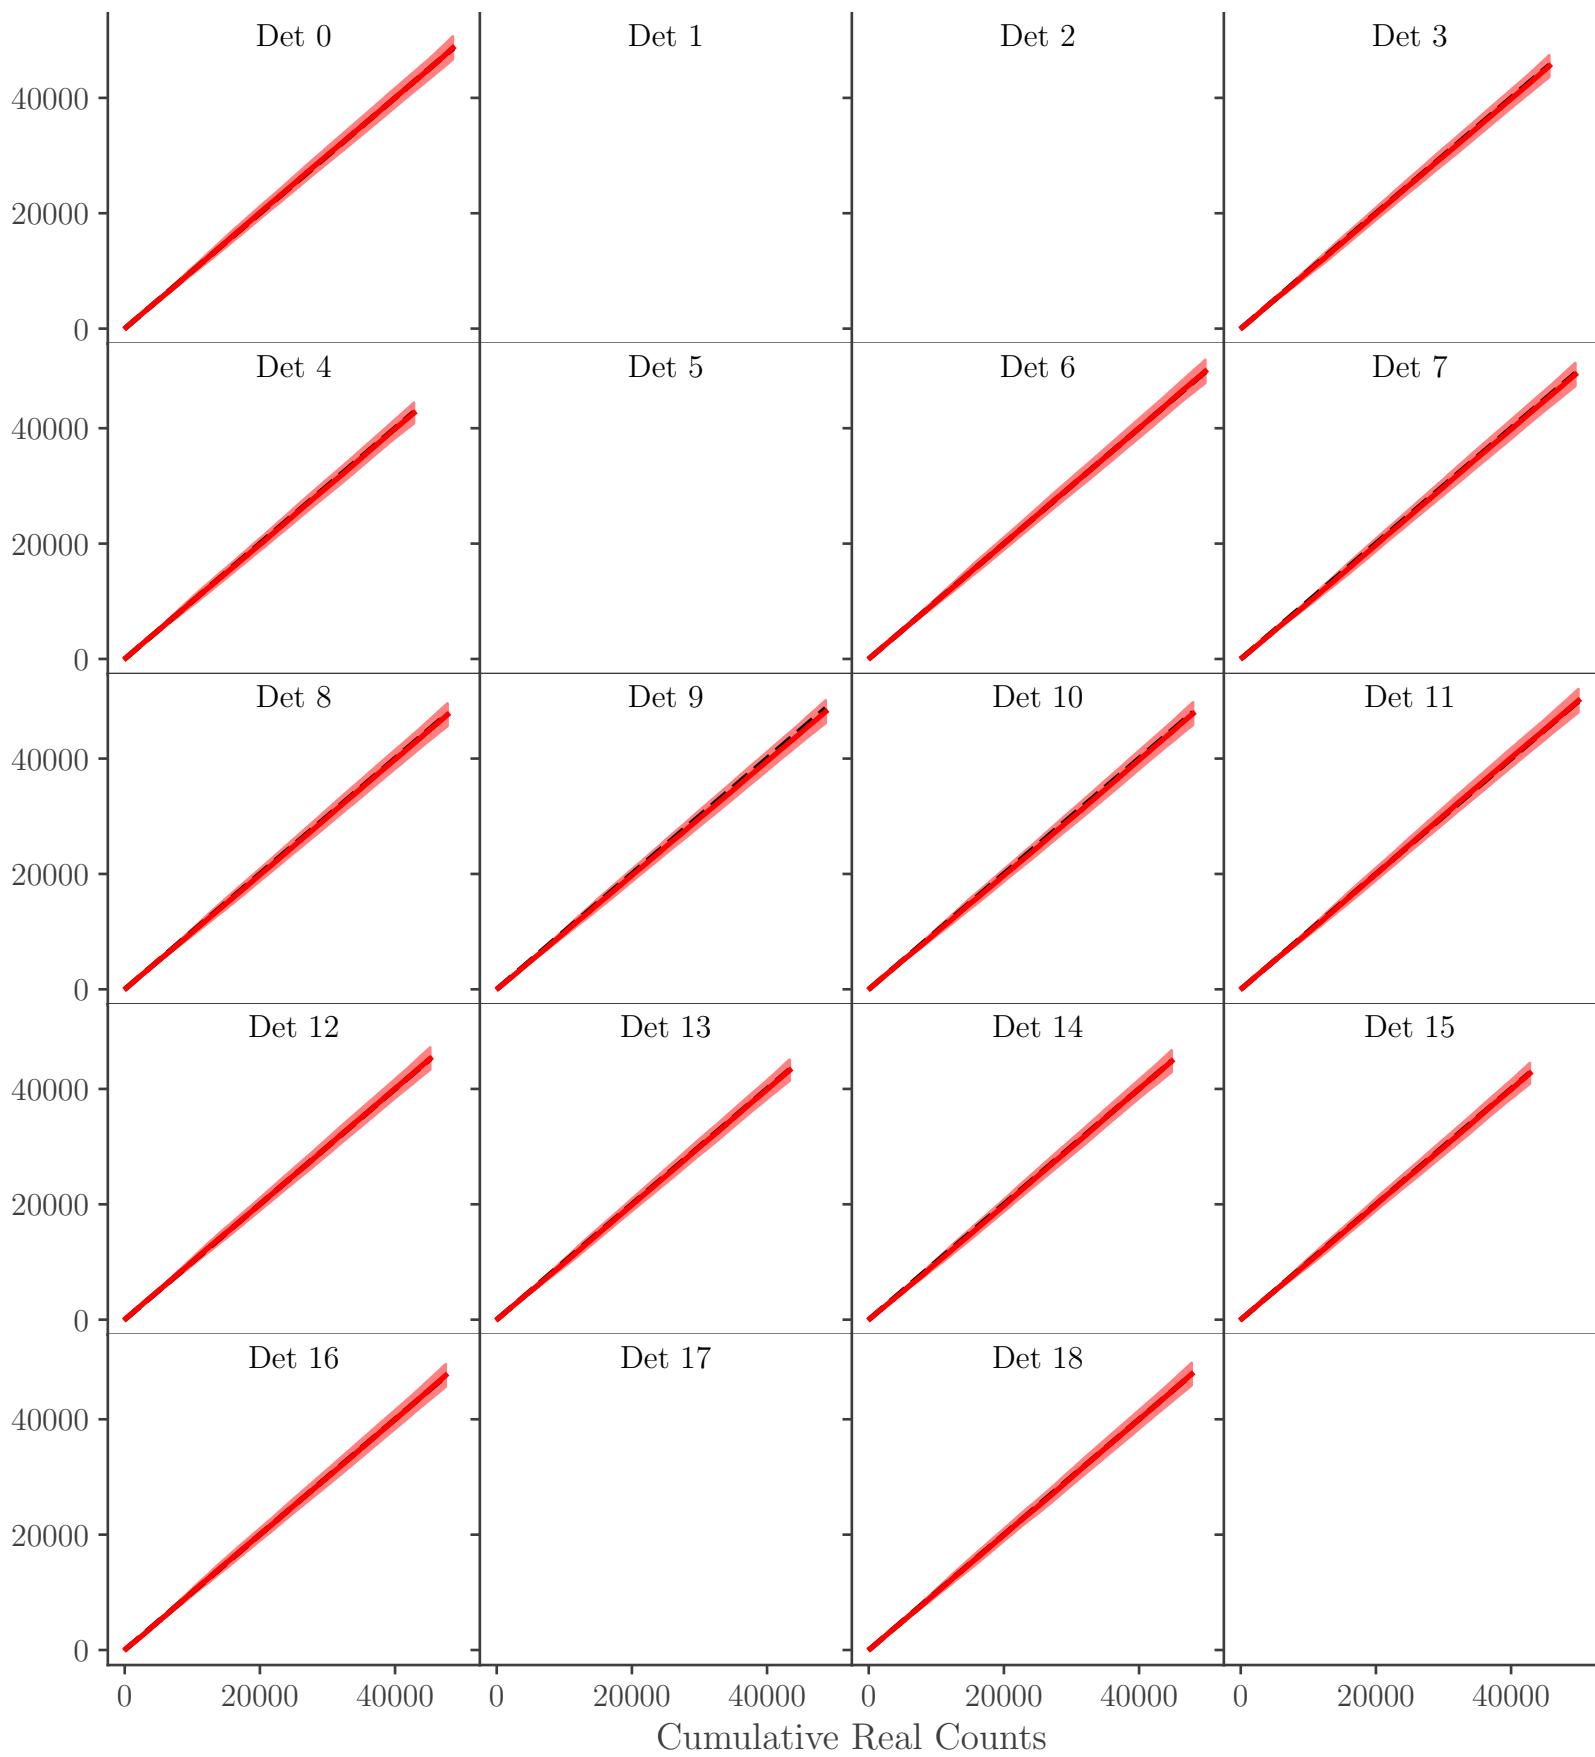 Det 0 Det 1 Det 2 Det 3
40000
20000
0
Det 4 Det 5 Det 6 Det 7
40000
20000
0
Det 8 Det 9 Det 10 Det 11
40000
20000
0
Det 12 Det 13 Det 14 Det 15
40000
20000
0
Det 16 Det 17 Det 18
40000
20000
0
0 20000 40000 0 20000 40000 0 20000 40000 0 20000 40000
Cumulative Real Counts